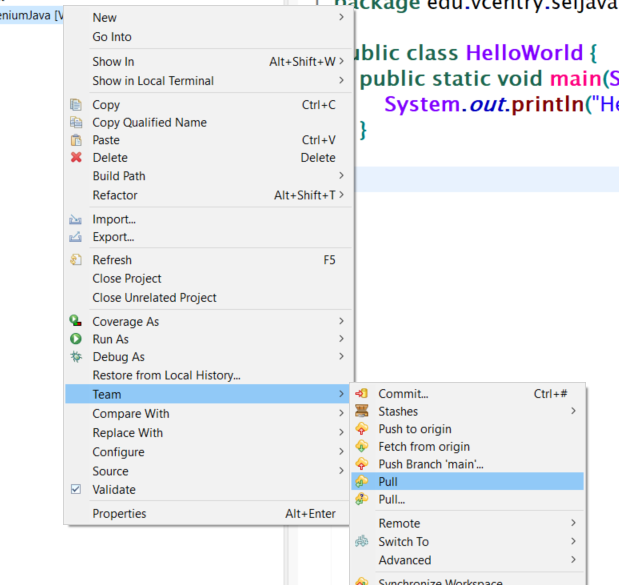 eniumJava [V
package edu.vcentry.seljava
public class HelloWorld {
public static void main(S
System.out.println("He
}
New
Go Into
Show In Alt+Shift+W
Show in Local Terminal
Copy Ctrl+C
Copy Qualified Name
Paste Ctrl+V
Delete Delete
Build Path
Refactor Alt+Shift+T
Import...
Export...
Refresh F5
Close Project
Close Unrelated Project
Coverage As
Run As
Debug As
Restore from Local History...
Team
Compare With
Replace With
Configure
Source
Validate
Properties Alt+Enter
Commit... Ctrl+#
Stashes
Push to origin
Fetch from origin
Push Branch 'main'...
Pull
Pull...
Remote
Switch To
Advanced
Synchronize Workspace